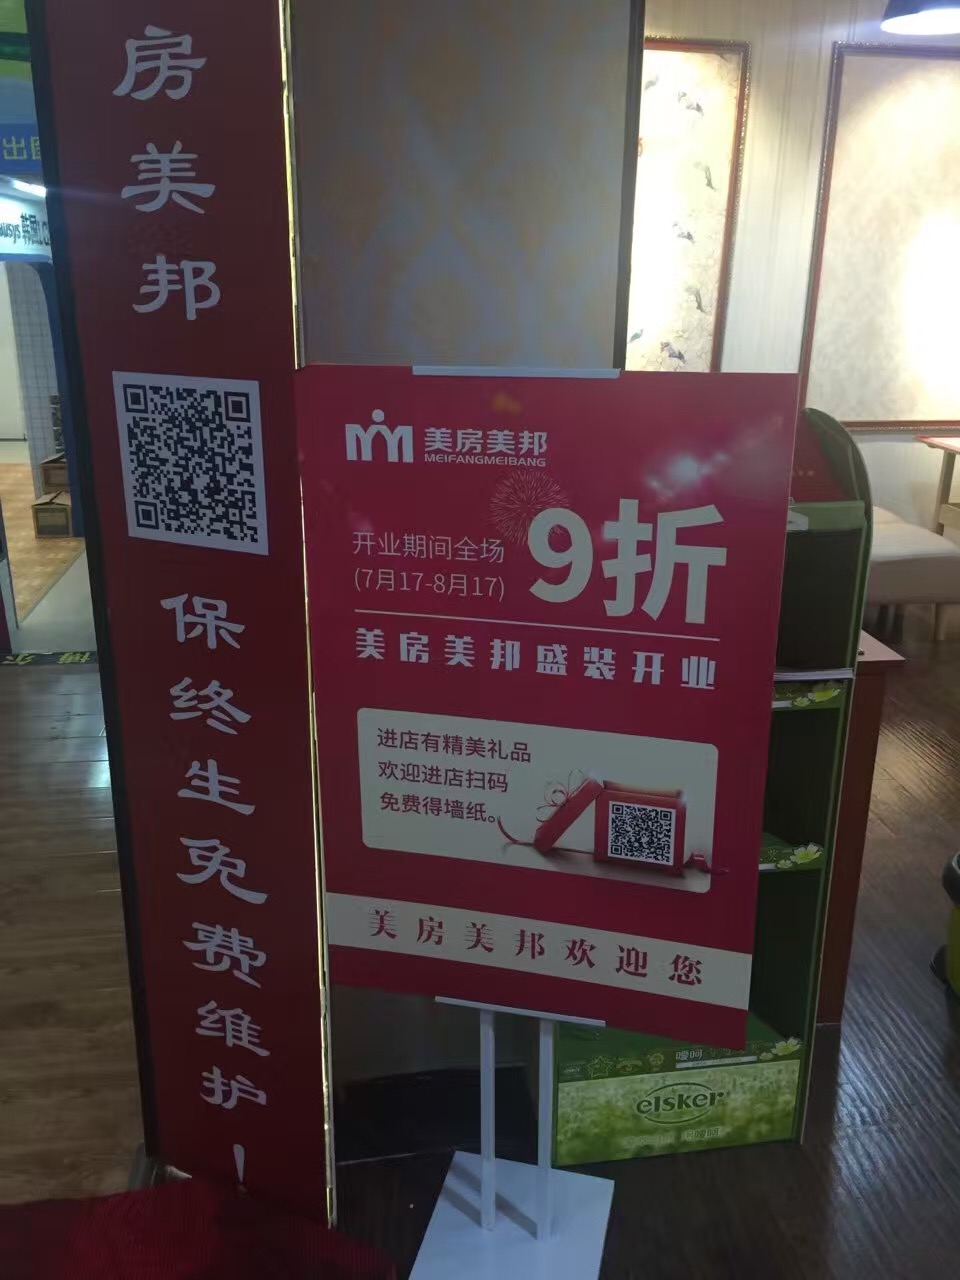 房美邦
保终生免费维护！
美房美邦
MEIFANGMEIBANG
开业期间全场
(7月17-8月17)
9折
美房美邦盛装开业
进店有精美礼品
欢迎进店扫码
免费得墙纸。
美房美邦欢迎您
elsker